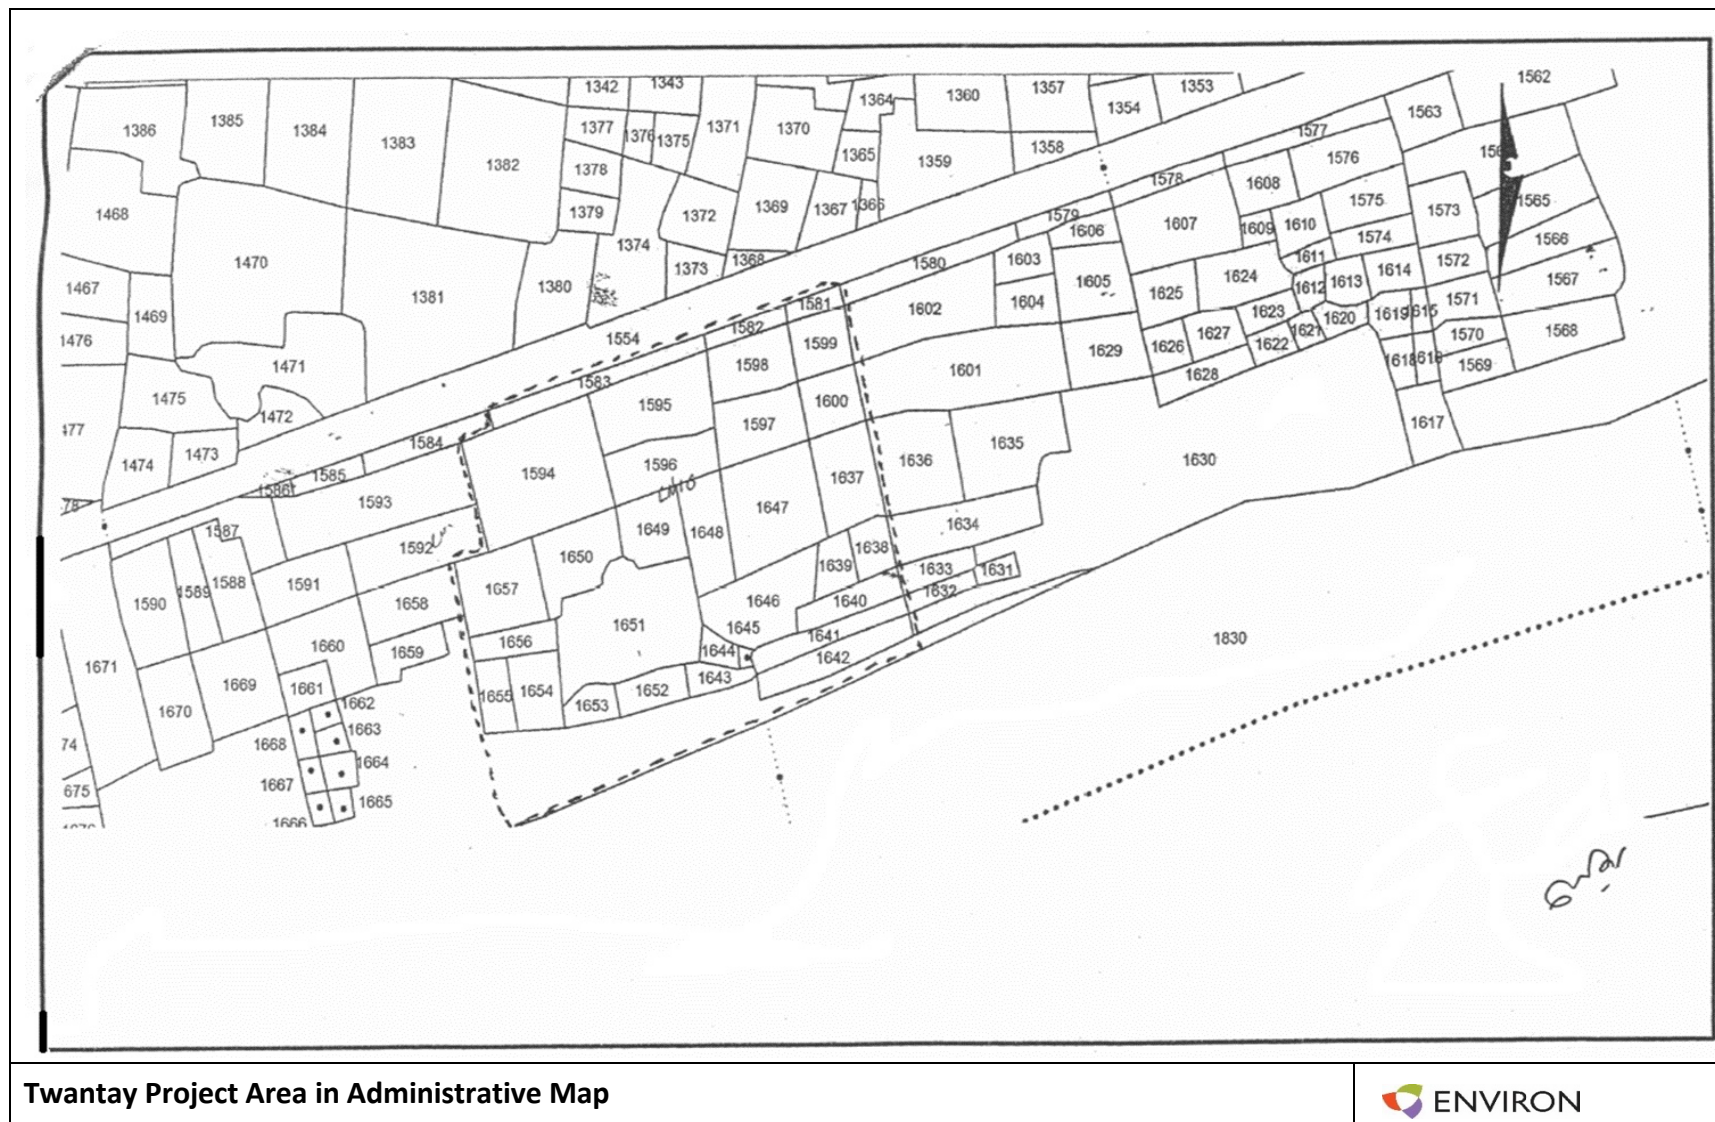 1562
1342 1343 1364 1360 1357 1354 1353
1386 1385 1384 1383 1382 1377 1376 1375 1371 1370 1365 1359 1358 1577 1563
1378 1578 1608 1576 1565
1468 1379 1372 1369 1367 1366 1579 1607 1575 1573
1374 1606 1609 1610 1574 1566
1470 1373 1368 1580 1603 1611 1572
1467 1469 1381 1380 1605 1625 1624 1612 1613 1614 1567
1581 1602 1604 1623 1619 1615 1571
1476 1554 1582 1599 1626 1627 1622 1621 1620 1570 1568
1471 1583 1598 1601 1629 1628 1618 1616 1569
1475 1472 1595 1600 1617
1477 1597
1474 1473 1584 1596 1636 1635 1630
1586 1585 1594 1637
1593 1647
1587 1592 1649 1648 1634
1590 1589 1588 1591 1650 1639 1638 1633 1631
1658 1657 1646 1640 1632
1671 1660 1659 1656 1651 1645 1641 1830
1669 1661 1655 1654 1644 1642
1670 1662 1653 1652 1643
74 1668 1663
675 1667 1664
1666 1665
Twantay Project Area in Administrative Map
ENVIRON